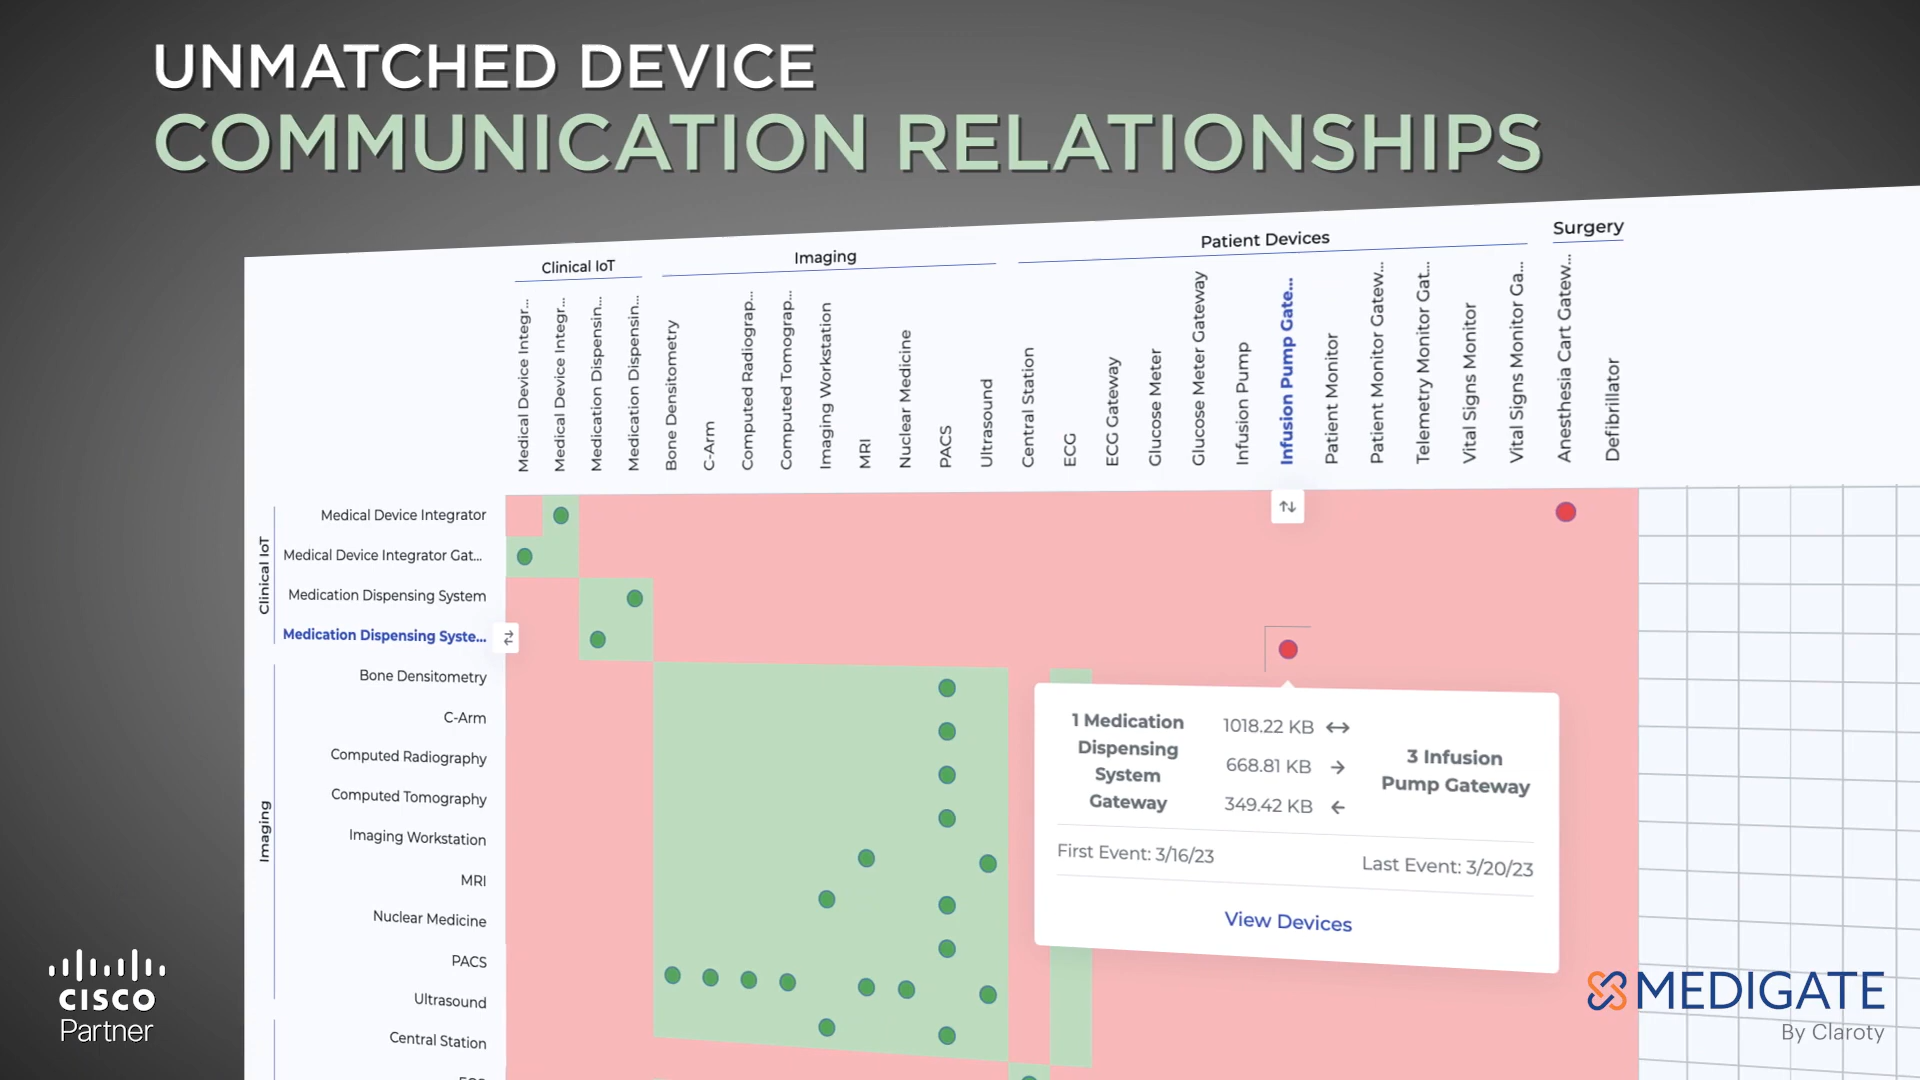 UNMATCHED DEVICE
COMMUNICATION RELATIONSHIPS
Clinical IoT
Imaging
Patient Devices
Surgery
Medical Device Integr...
Medical Device Integr...
Medication Dispensin...
Medication Dispensin...
Bone Densitometry
C-Arm
Computed Radiograp...
Computed Tomograp...
Imaging Workstation
MRI
Nuclear Medicine
PACS
Ultrasound
Central Station
ECG
ECG Gateway
Glucose Meter
Glucose Meter Gateway
Infusion Pump
Infusion Pump Gate...
Patient Monitor
Patient Monitor Gatew...
Telemetry Monitor Gat...
Vital Signs Monitor
Vital Signs Monitor Ga...
Anesthesia Cart Gatew...
Defibrillator
Clinical IoT
Medical Device Integrator
Medical Device Integrator Gat...
Medication Dispensing System
Medication Dispensing Syste...
Imaging
Bone Densitometry
C-Arm
Computed Radiography
Computed Tomography
Imaging Workstation
MRI
Nuclear Medicine
PACS
Ultrasound
Central Station
1 Medication
Dispensing
System
Gateway
1018.22 KB ↔
668.81 KB →
349.42 KB ←
3 Infusion
Pump Gateway
First Event: 3/16/23
Last Event: 3/20/23
View Devices
CISCO
Partner
MEDIGATE
By Claroty